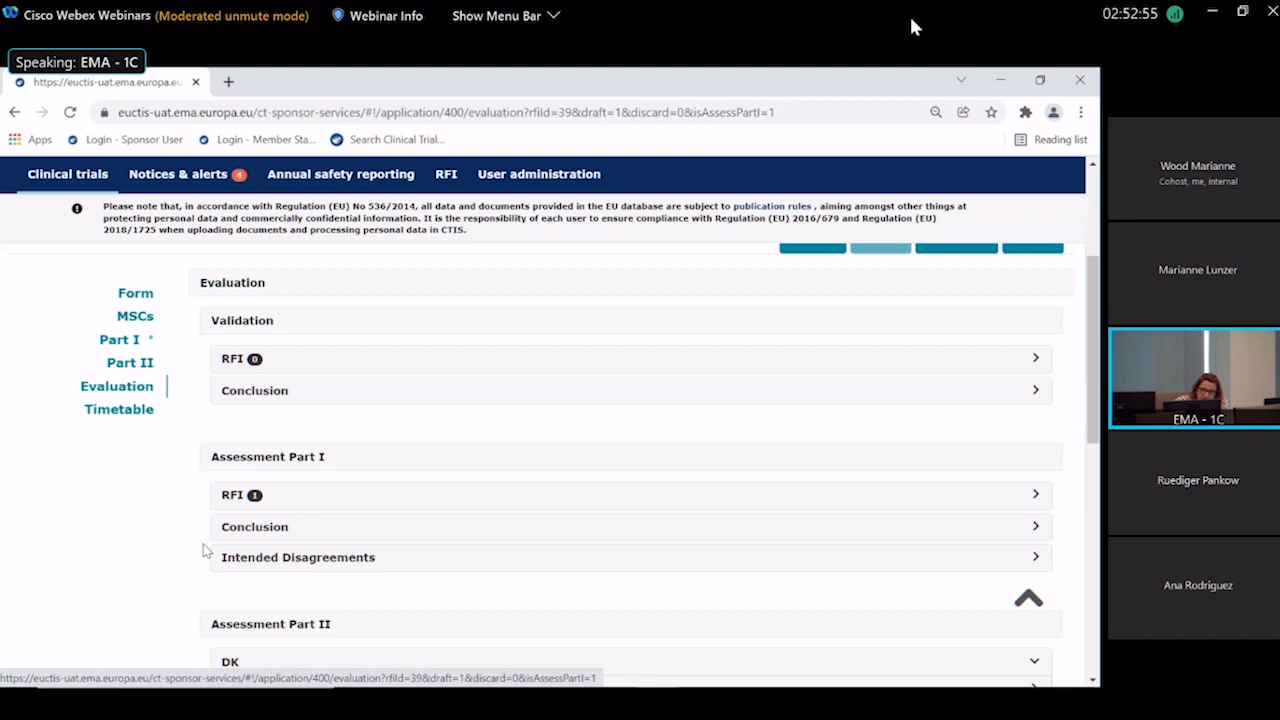 Cisco Webex Webinars (Moderated unmute mode) Webinar Info Show Menu Bar 02:52:55
Speaking: EMA - 1C
https://euctis-uat.ema.europa.eu
https://euctis-uat.ema.europa.eu/ct-sponsor-services/#!/application/400/evaluation?rfiId=39&draft=1&discard=0&isAssessPartI=1
Apps Login - Sponsor User Login - Member Sta... Search Clinical Trial... Reading list
Clinical trials Notices & alerts 4 Annual safety reporting RFI User administration
Please note that, in accordance with Regulation (EU) No 536/2014, all data and documents provided in the EU database are subject to publication rules , aiming amongst other things at
protecting personal data and commercially confidential information. It is the responsibility of each user to ensure compliance with Regulation (EU) 2016/679 and Regulation (EU)
2018/1725 when uploading documents and processing personal data in CTIS.
Form
MSCs
Part I *
Part II
Evaluation
Timetable
Evaluation
Validation
RFI 0
Conclusion
Assessment Part I
RFI 1
Conclusion
Intended Disagreements
Assessment Part II
DK
https://euctis-uat.ema.europa.eu/ct-sponsor-services/#!/application/400/evaluation?rfiId=39&draft=1&discard=0&isAssessPartI=1
Wood Marianne
Cohost, me, internal
Marianne Lunzer
EMA - 1C
Ruediger Pankow
Ana Rodriguez